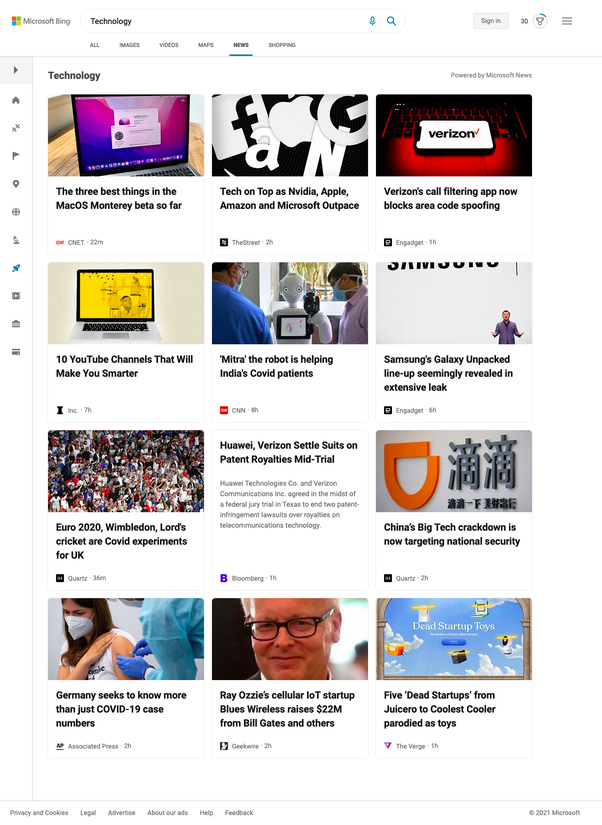 Microsoft Bing
Technology
Sign in
30
ALL
IMAGES
VIDEOS
MAPS
NEWS
SHOPPING
Technology
Powered by Microsoft News
verizon✓
The three best things in the
MacOS Monterey beta so far
CNET · 22m
Tech on Top as Nvidia, Apple,
Amazon and Microsoft Outpace
TheStreet · 2h
Verizon's call filtering app now
blocks area code spoofing
Engadget · 1h
SAMSUNG
10 YouTube Channels That Will
Make You Smarter
Inc. · 7h
'Mitra' the robot is helping
India's Covid patients
CNN · 8h
Samsung's Galaxy Unpacked
line-up seemingly revealed in
extensive leak
Engadget · 6h
Euro 2020, Wimbledon, Lord's
cricket are Covid experiments
for UK
Quartz · 36m
Huawei, Verizon Settle Suits on
Patent Royalties Mid-Trial
Huawei Technologies Co. and Verizon
Communications Inc. agreed in the midst of
a federal jury trial in Texas to end two patent-
infringement lawsuits over royalties on
telecommunications technology.
Bloomberg · 1h
滴滴
滴滴一下 美好出行
China's Big Tech crackdown is
now targeting national security
Quartz · 2h
Germany seeks to know more
than just COVID-19 case
numbers
AP Associated Press · 2h
Ray Ozzie's cellular IoT startup
Blues Wireless raises $22M
from Bill Gates and others
Geekwire · 2h
Dead Startup Toys
Five 'Dead Startups' from
Juicero to Coolest Cooler
parodied as toys
The Verge · 1h
Privacy and Cookies
Legal
Advertise
About our ads
Help
Feedback
© 2021 Microsoft